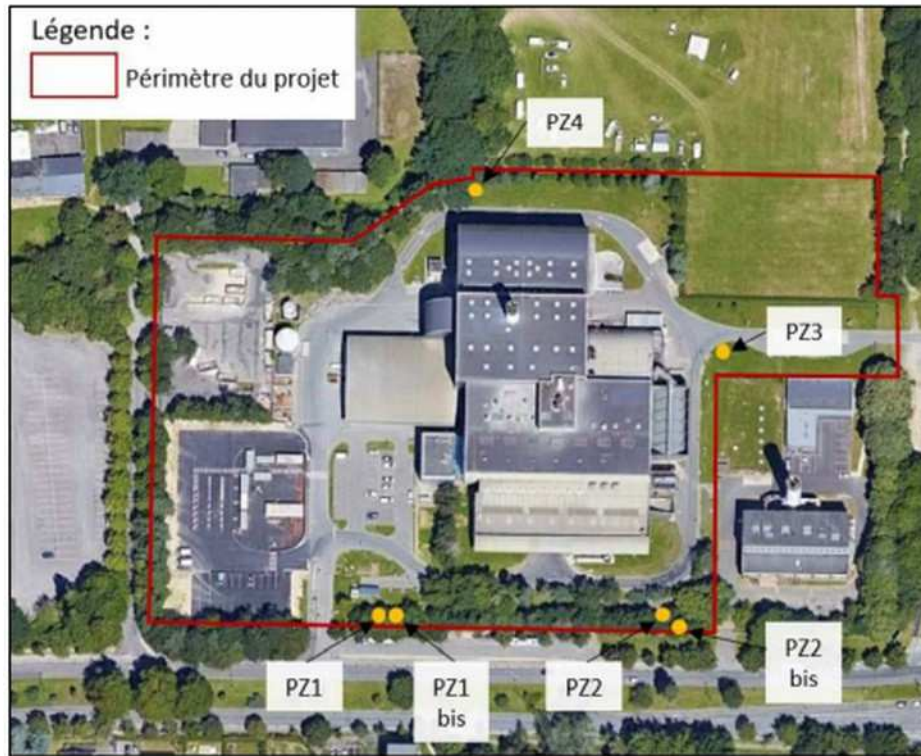 Légende :
Périmètre du projet
PZ4
PZ3
PZ1
PZ1
bis
PZ2
PZ2
bis